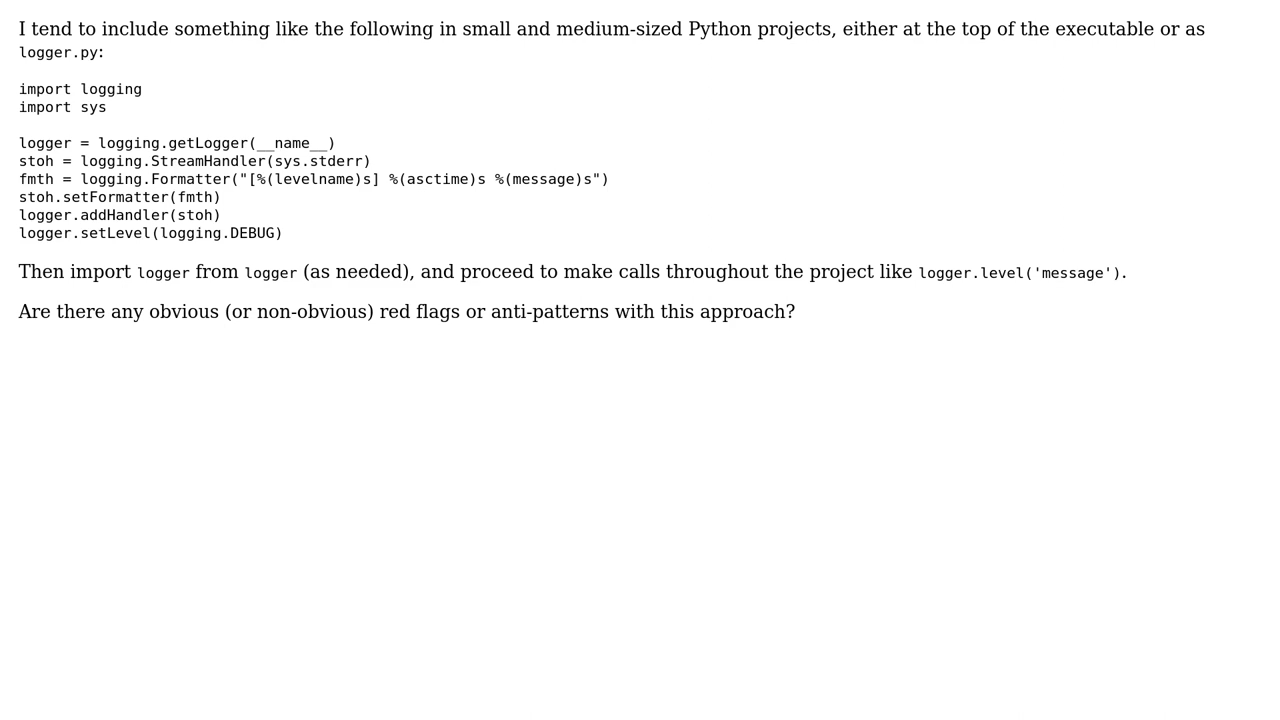 I tend to include something like the following in small and medium-sized Python projects, either at the top of the executable or as
logger.py:
import logging
import sys
logger = logging.getLogger(__name__)
stoh = logging.StreamHandler(sys.stderr)
fmth = logging.Formatter("[%(levelname)s] %(asctime)s %(message)s")
stoh.setFormatter(fmth)
logger.addHandler(stoh)
logger.setLevel(logging.DEBUG)
Then import logger from logger (as needed), and proceed to make calls throughout the project like logger.level('message').
Are there any obvious (or non-obvious) red flags or anti-patterns with this approach?